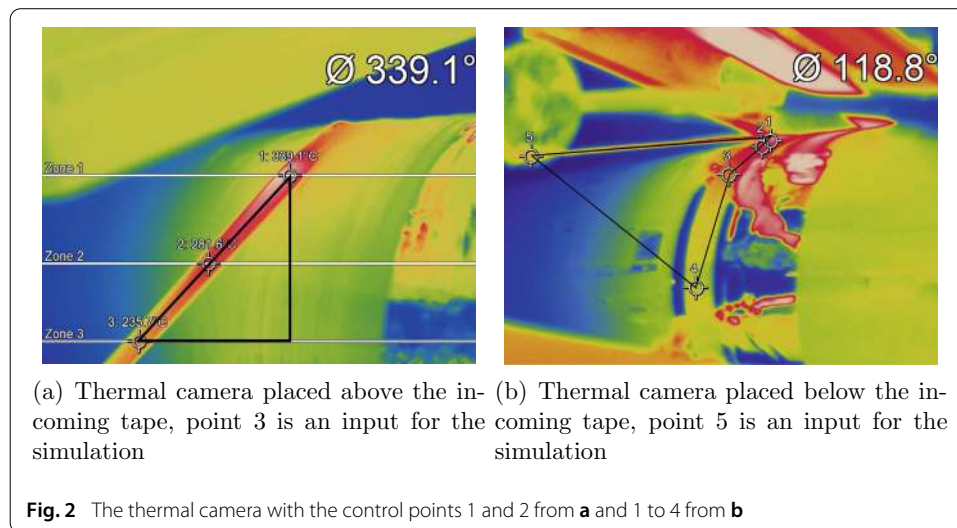 Ø 339.1°
1: 339.1°C
Zone 1
2: 281.6°C
Zone 2
3: 235.7°C
Zone 3
Ø 118.8°
1
2
3
4
5
(a) Thermal camera placed above the in-
coming tape, point 3 is an input for the
simulation
(b) Thermal camera placed below the in-
coming tape, point 5 is an input for the
simulation
Fig. 2 The thermal camera with the control points 1 and 2 from a and 1 to 4 from b